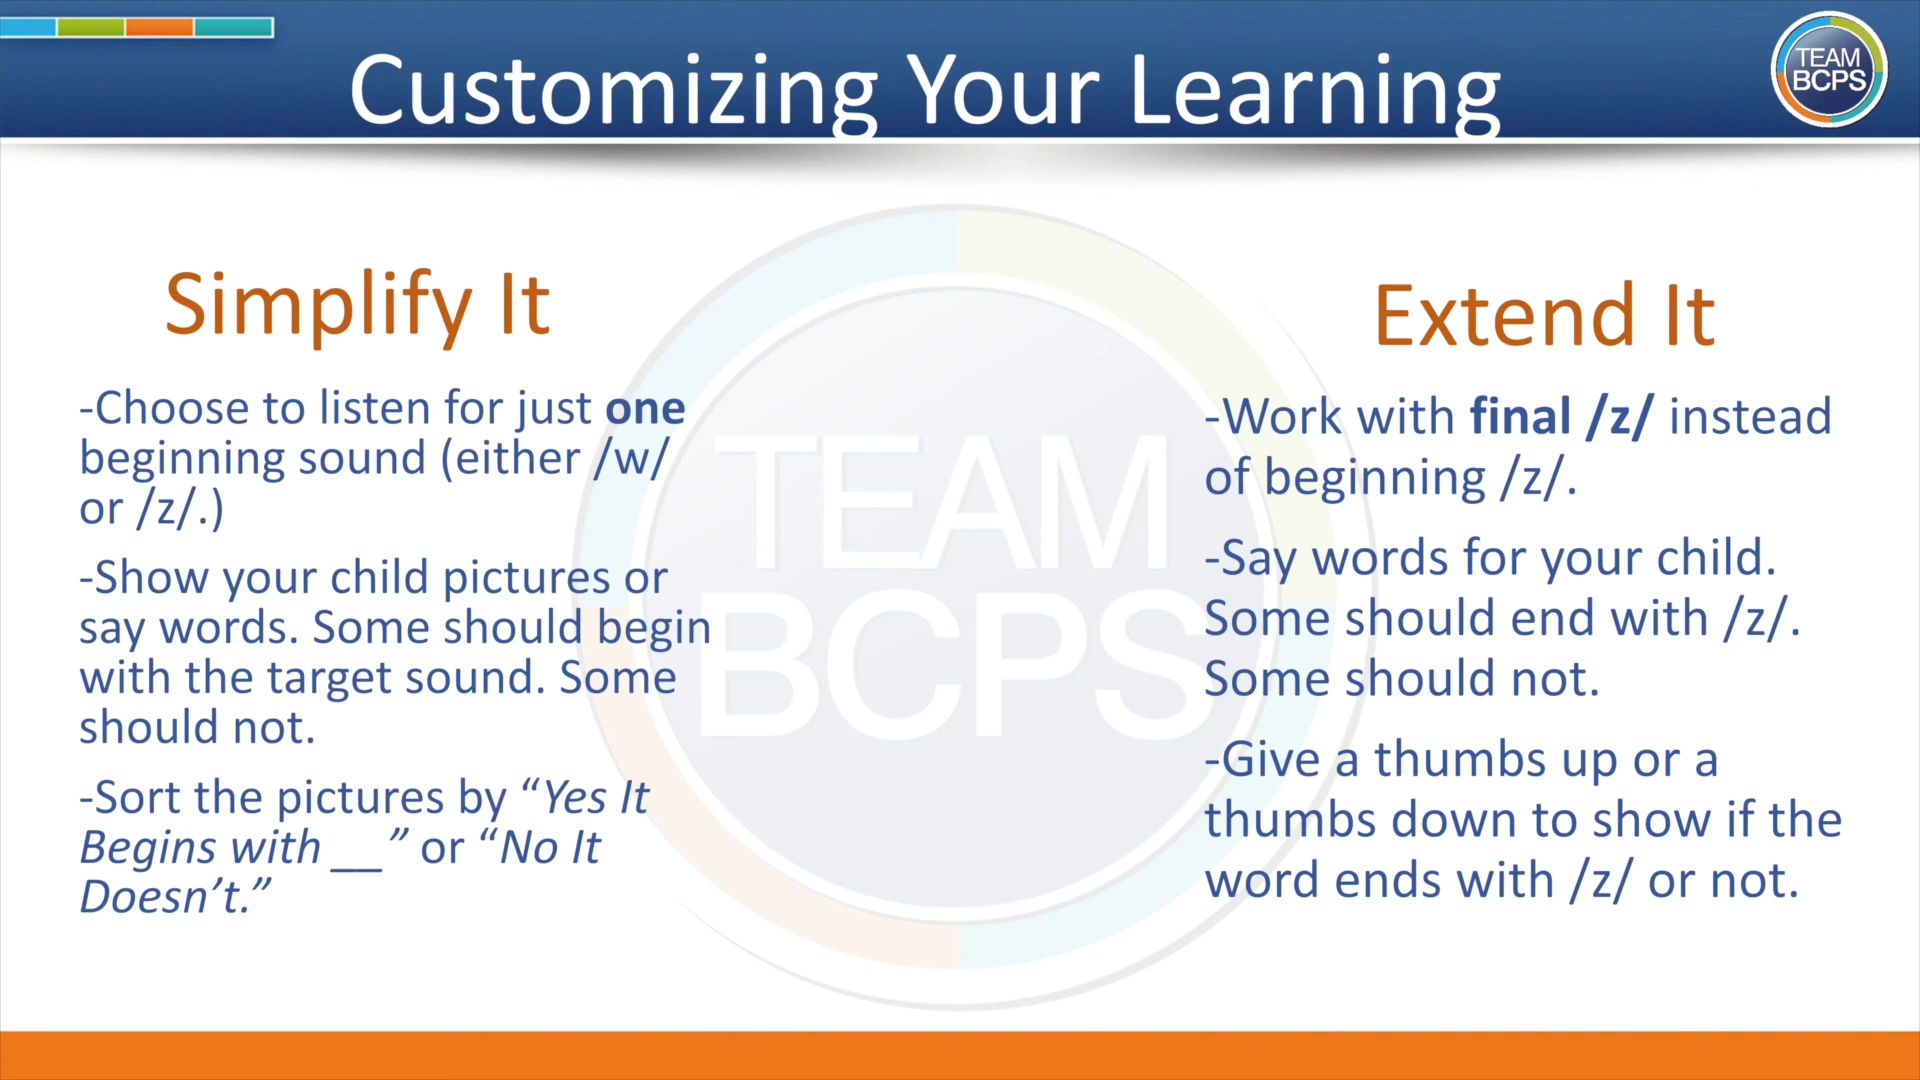 Customizing Your Learning
TEAM
BCPS
Simplify It
-Choose to listen for just one
beginning sound (either /w/
or /z/.)
-Show your child pictures or
say words. Some should begin
with the target sound. Some
should not.
-Sort the pictures by “Yes It
Begins with __” or “No It
Doesn’t.”
TEAM
BCPS
Extend It
-Work with final /z/ instead
of beginning /z/.
-Say words for your child.
Some should end with /z/.
Some should not.
-Give a thumbs up or a
thumbs down to show if the
word ends with /z/ or not.